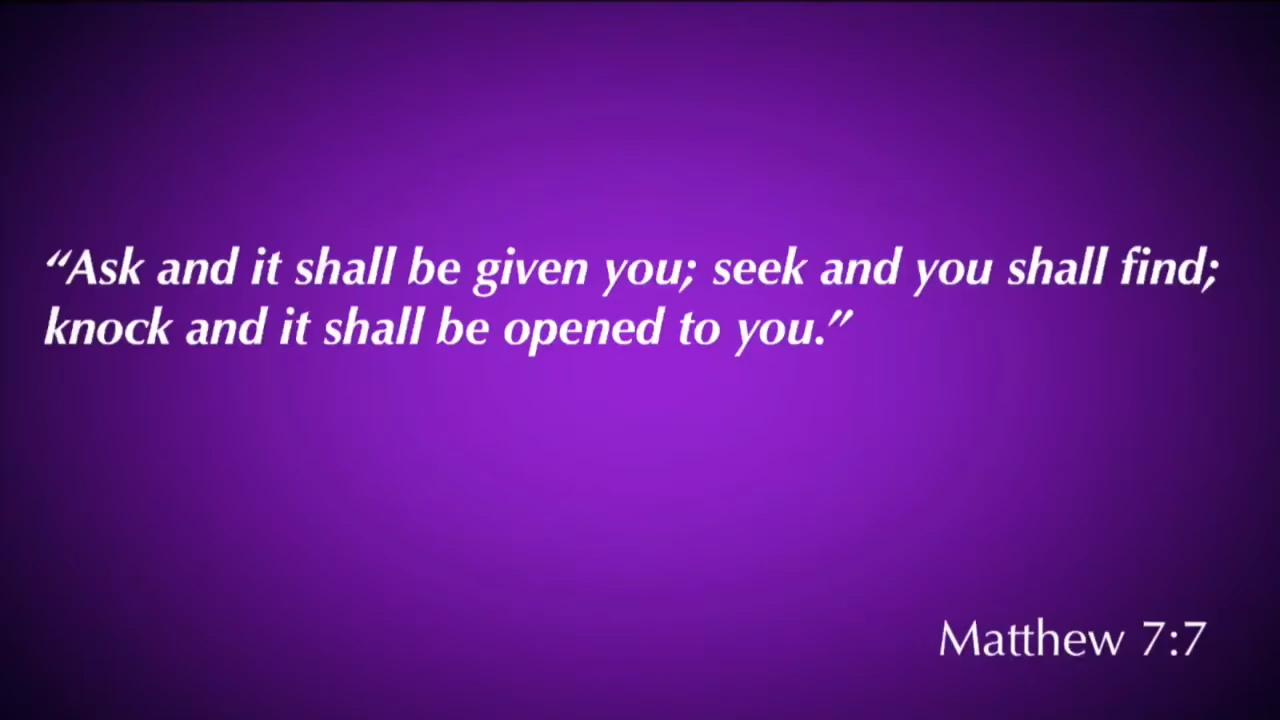 “Ask and it shall be given you; seek and you shall find;
knock and it shall be opened to you.”
Matthew 7:7